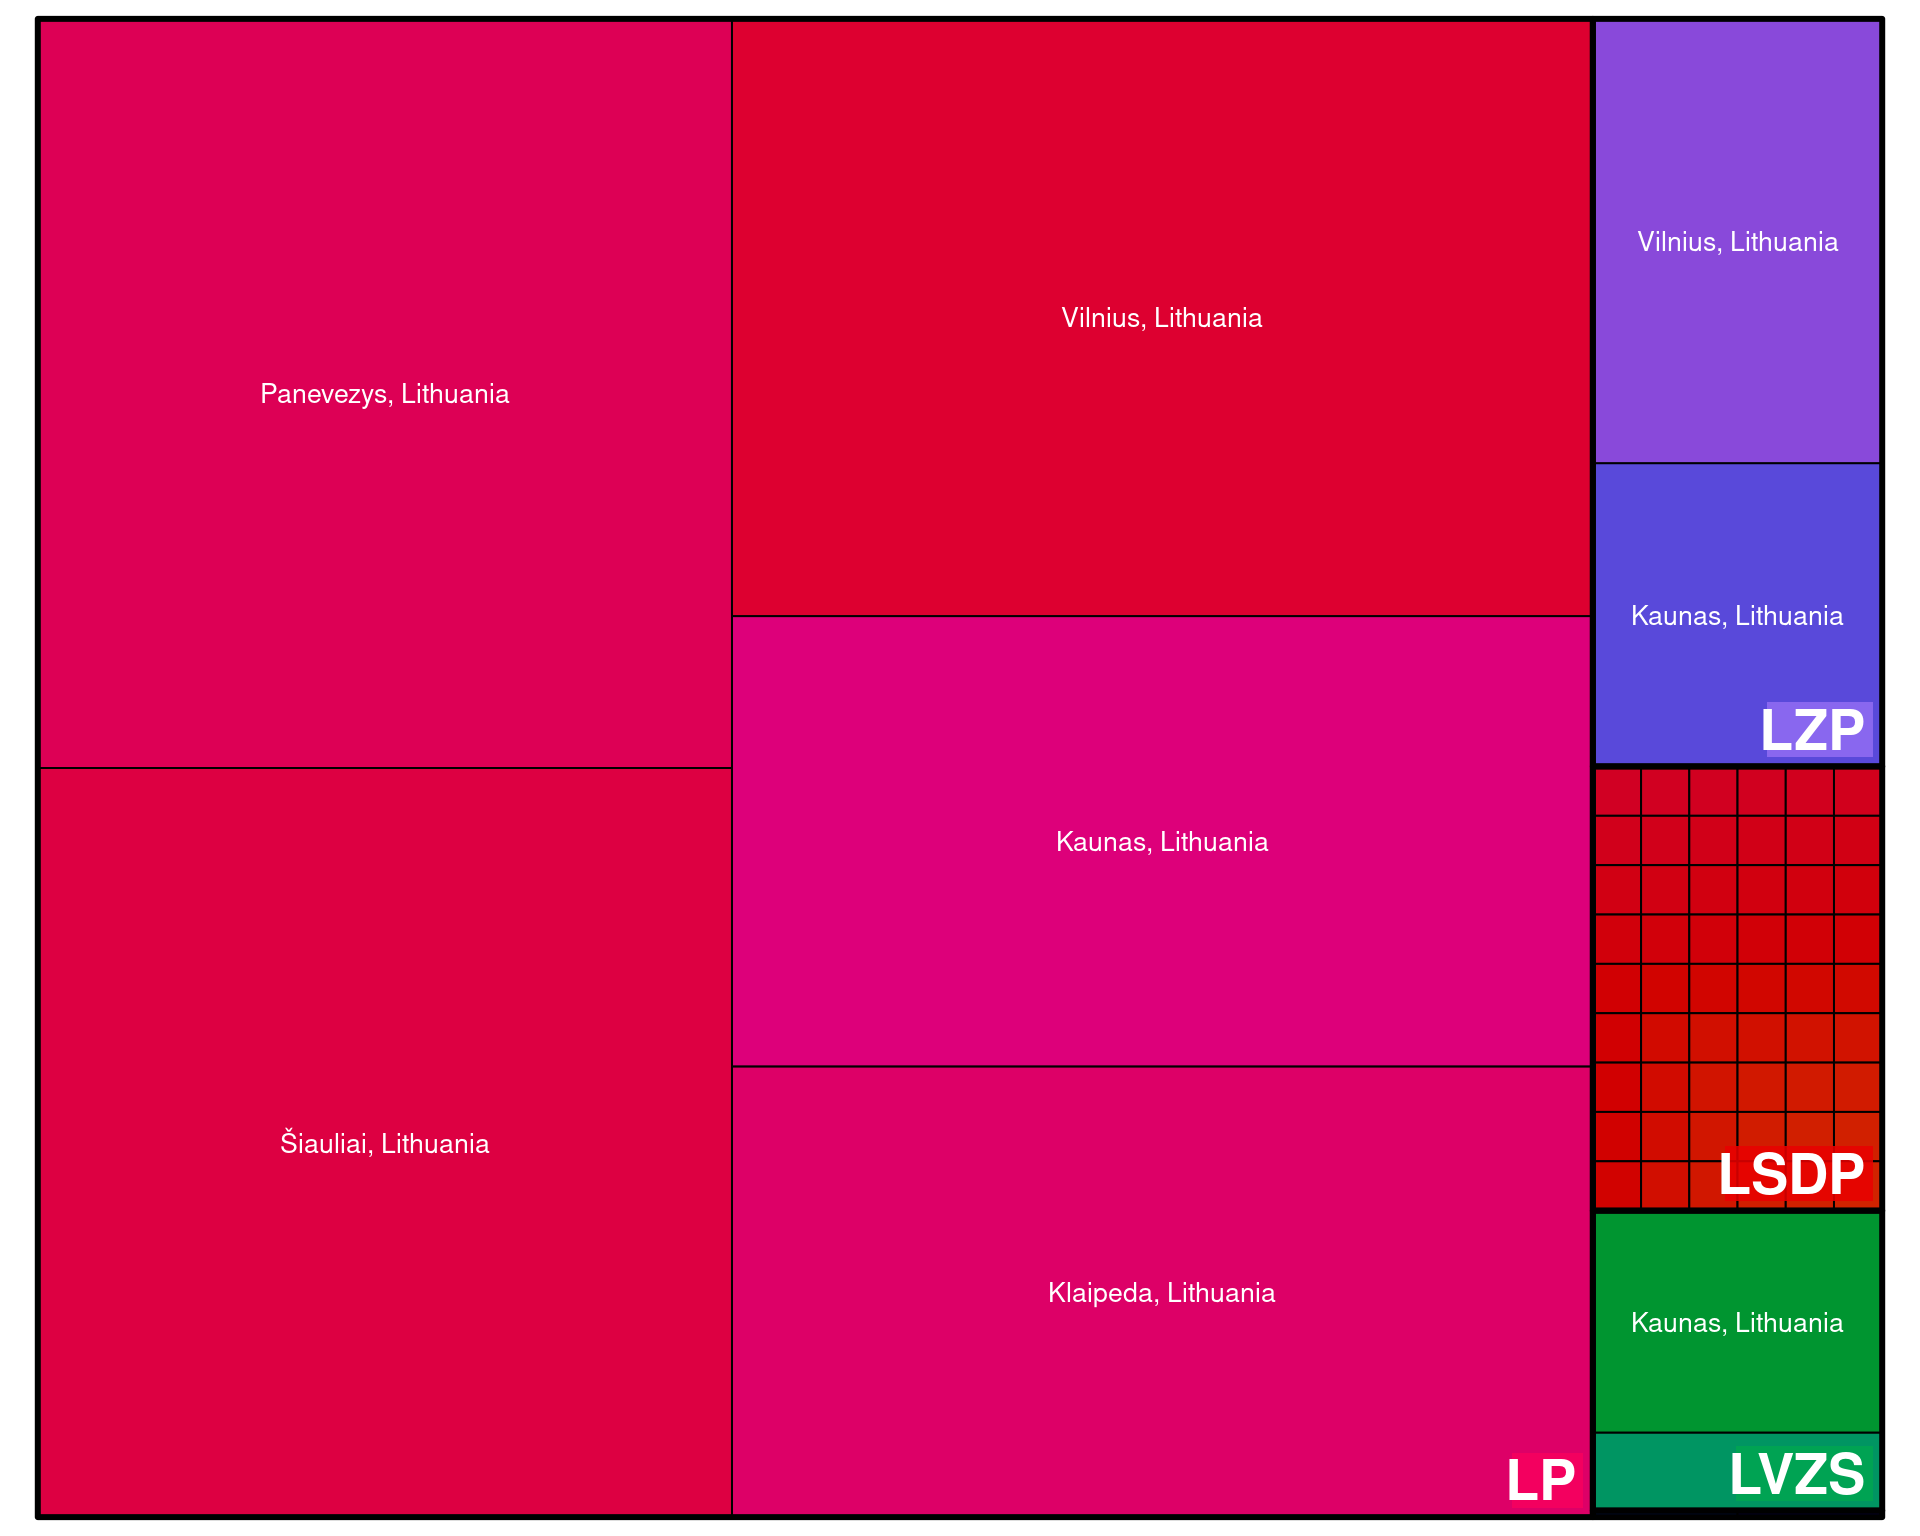 Panevezys, Lithuania
Šiauliai, Lithuania
Vilnius, Lithuania
Kaunas, Lithuania
Klaipeda, Lithuania
LP
Vilnius, Lithuania
Kaunas, Lithuania
LZP
LSDP
Kaunas, Lithuania
LVZS